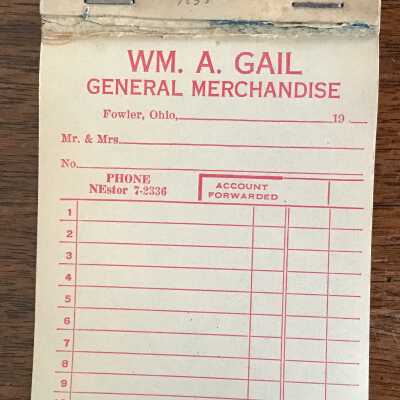 WM. A. GAIL
GENERAL MERCHANDISE
Fowler, Ohio, 19
Mr. & Mrs.
No.
PHONE
NEstor 7-2336
ACCOUNT
FORWARDED
1
2
3
4
5
6
7
8
9